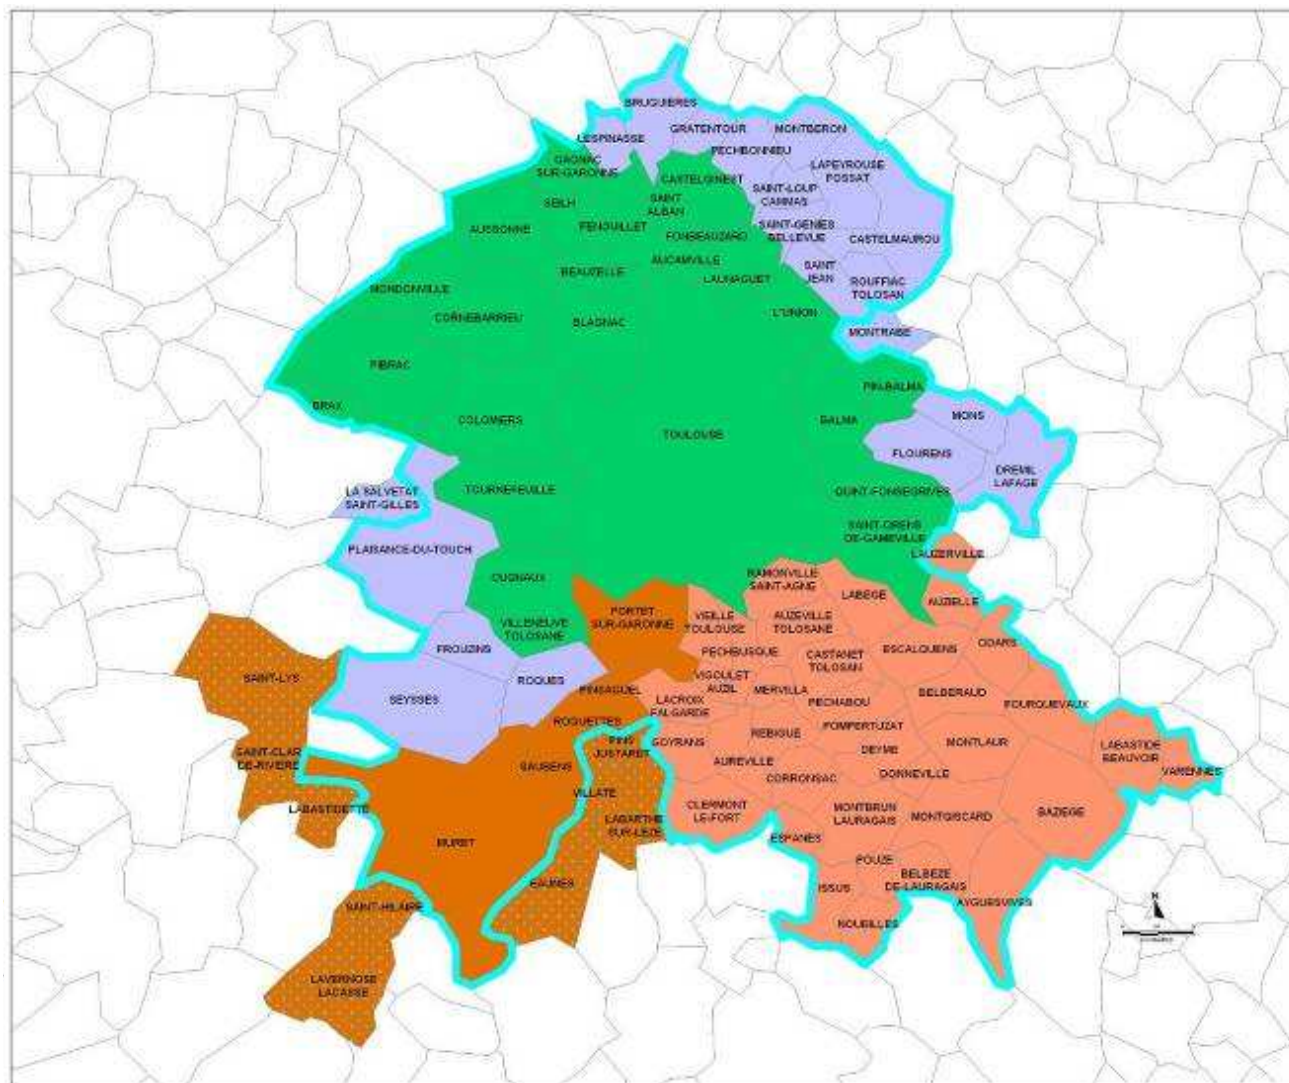 BRUGUIERES
LESPINASSE
GRATENTOUR
MONTBERON
PECHBONNIEU
GAGNAC
SUR-GARONNE
LAPEYROUSE
FOSSAT
CASTELGINEST
SAINT-LOUP
CAMMAS
SEILH
SAINT
ALBAN
AUSSONNE
FENOUILLET
FONBEAUZARD
SAINT-GENIES
BELLEVUE
CASTELMAUROU
AUCAMVILLE
BEAUZELLE
LAUNAGUET
SAINT
JEAN
ROUFFIAC
TOLOSAN
MONDONVILLE
CORNEBARRIEU
BLAGNAC
L'UNION
MONTRABE
PIBRAC
PIN-BALMA
BRAX
COLOMIERS
TOULOUSE
BALMA
MONS
FLOURENS
DREMIL
LAFAGE
LA SALVETAT
SAINT-GILLES
TOURNEFEUILLE
QUINT-FONSEGRIVES
SAINT-ORENS
DE-GAMEVILLE
PLAISANCE-DU-TOUCH
LAUZERVILLE
CUGNAUX
RAMONVILLE
SAINT-AGNE
LABEGE
AUZIELLE
PORTET
SUR-GARONNE
VIEILLE
TOULOUSE
AUZEVILLE
TOLOSANE
VILLENEUVE
TOLOSANE
FROUZINS
PECHBUSQUE
CASTANET
TOLOSAN
ESCALQUENS
ODARS
SAINT-LYS
ROQUES
PINSAGUEL
VIGOULET
AUZIL
MERVILLA
BELBERAUD
SEYSSES
LACROIX
FALGARDE
PECHABOU
FOURQUEVAUX
ROQUETTES
POMPERTUZAT
REBIGUE
PINS
JUSTARET
GOYRANS
DEYME
MONTLAUR
LABASTIDE
BEAUVOIR
SAINT-CLAR
DE-RIVIERE
SAUBENS
AUREVILLE
VARENNES
CORRONSAC
DONNEVILLE
VILLATE
LABASTIDETTE
CLERMONT
LE-FORT
MONTBRUN
LAURAGAIS
MONTGISCARD
BAZIEGE
LABARTHE
SUR-LEZE
MURET
ESPANES
POUZE
BELBEZE
DE-LAURAGAIS
EAUNES
ISSUS
AYGUESVIVES
SAINT-HILAIRE
NOUEILLES
N
LAVERNOSE
LACASSE